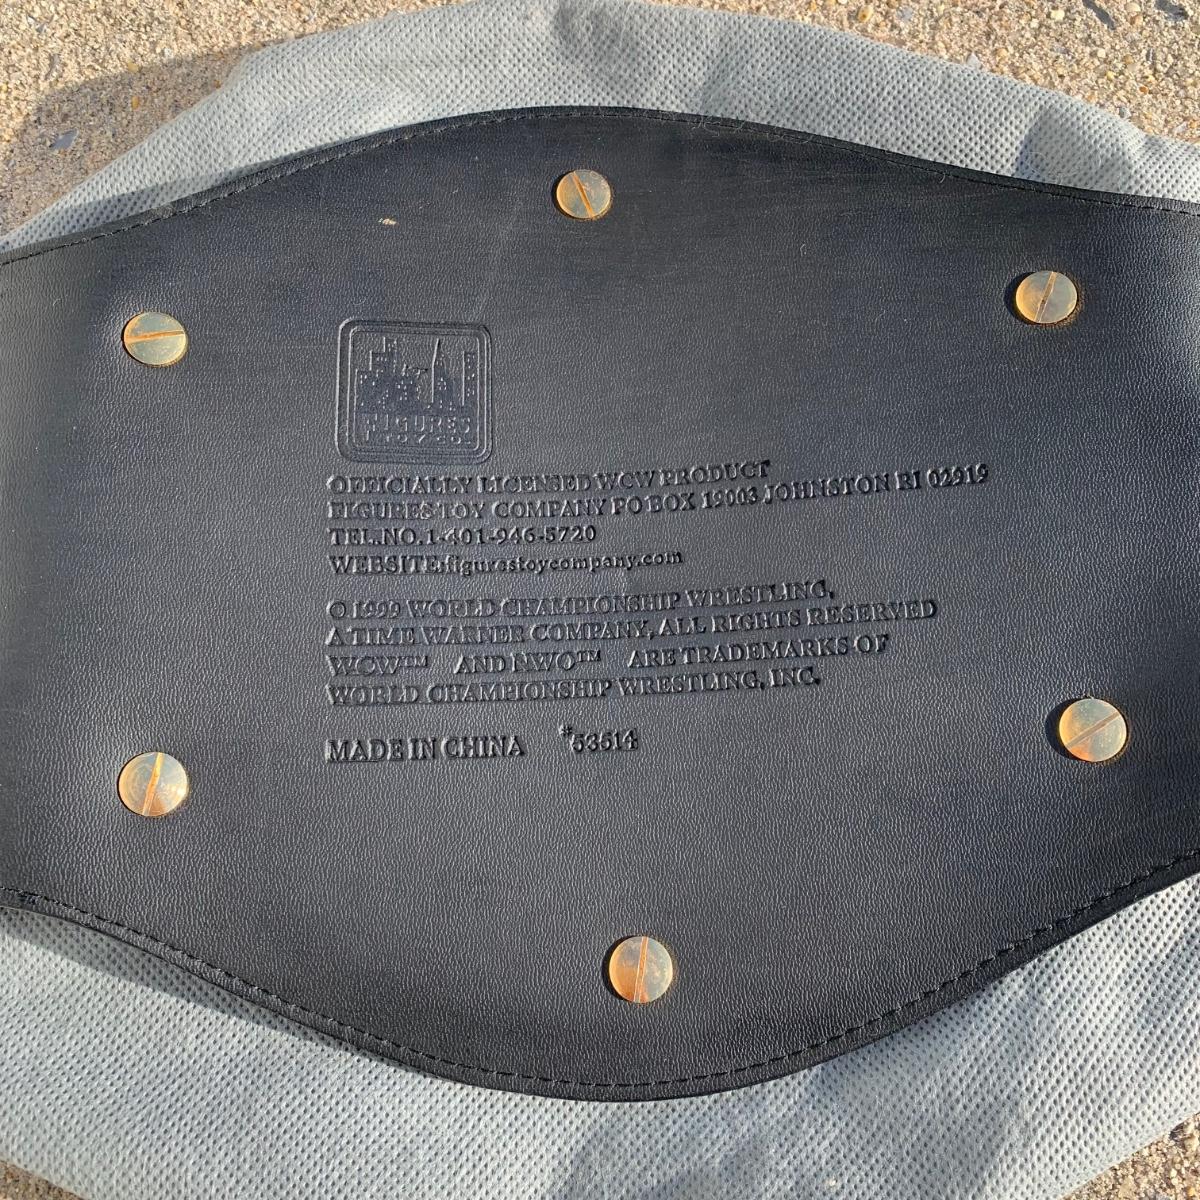 FIGURES
TOY CO.
OFFICIALLY LICENSED WCW PRODUCT
FIGURES TOY COMPANY PO BOX 19003 JOHNSTON RI 02919
TEL.NO.1-401-946-5720
WEBSITE:figurestoycompany.com
© 1999 WORLD CHAMPIONSHIP WRESTLING,
A TIME WARNER COMPANY, ALL RIGHTS RESERVED
WCW™ AND NWO™ ARE TRADEMARKS OF
WORLD CHAMPIONSHIP WRESTLING, INC.
MADE IN CHINA #53514